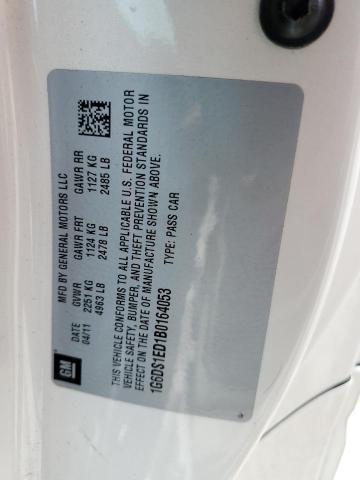 GM
MFD BY GENERAL MOTORS LLC
DATE GVWR GAWR FRT GAWR RR
04/11 2251 KG 1124 KG 1127 KG
4963 LB 2478 LB 2485 LB
THIS VEHICLE CONFORMS TO ALL APPLICABLE U.S. FEDERAL MOTOR
VEHICLE SAFETY, BUMPER, AND THEFT PREVENTION STANDARDS IN
EFFECT ON THE DATE OF MANUFACTURE SHOWN ABOVE.
1G6DS1ED1B0164053 TYPE: PASS CAR